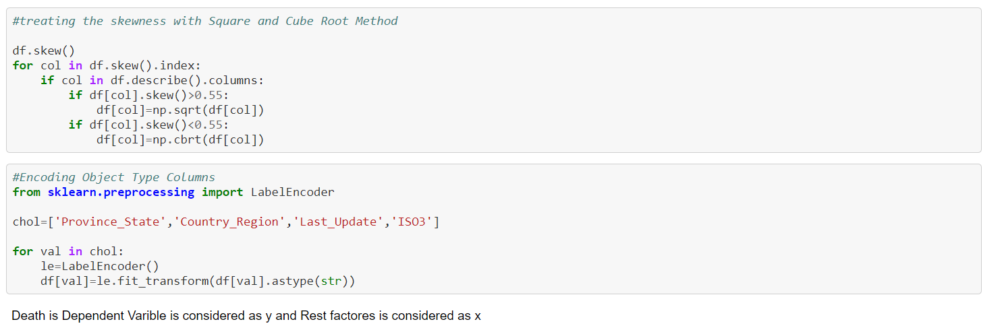 #treating the skewness with Square and Cube Root Method
df.skew()
for col in df.skew().index:
    if col in df.describe().columns:
        if df[col].skew()>0.55:
            df[col]=np.sqrt(df[col])
        if df[col].skew()<0.55:
            df[col]=np.cbrt(df[col])
#Encoding Object Type Columns
from sklearn.preprocessing import LabelEncoder
chol=['Province_State','Country_Region','Last_Update','ISO3']
for val in chol:
    le=LabelEncoder()
    df[val]=le.fit_transform(df[val].astype(str))
Death is Dependent Varible is considered as y and Rest factores is considered as x